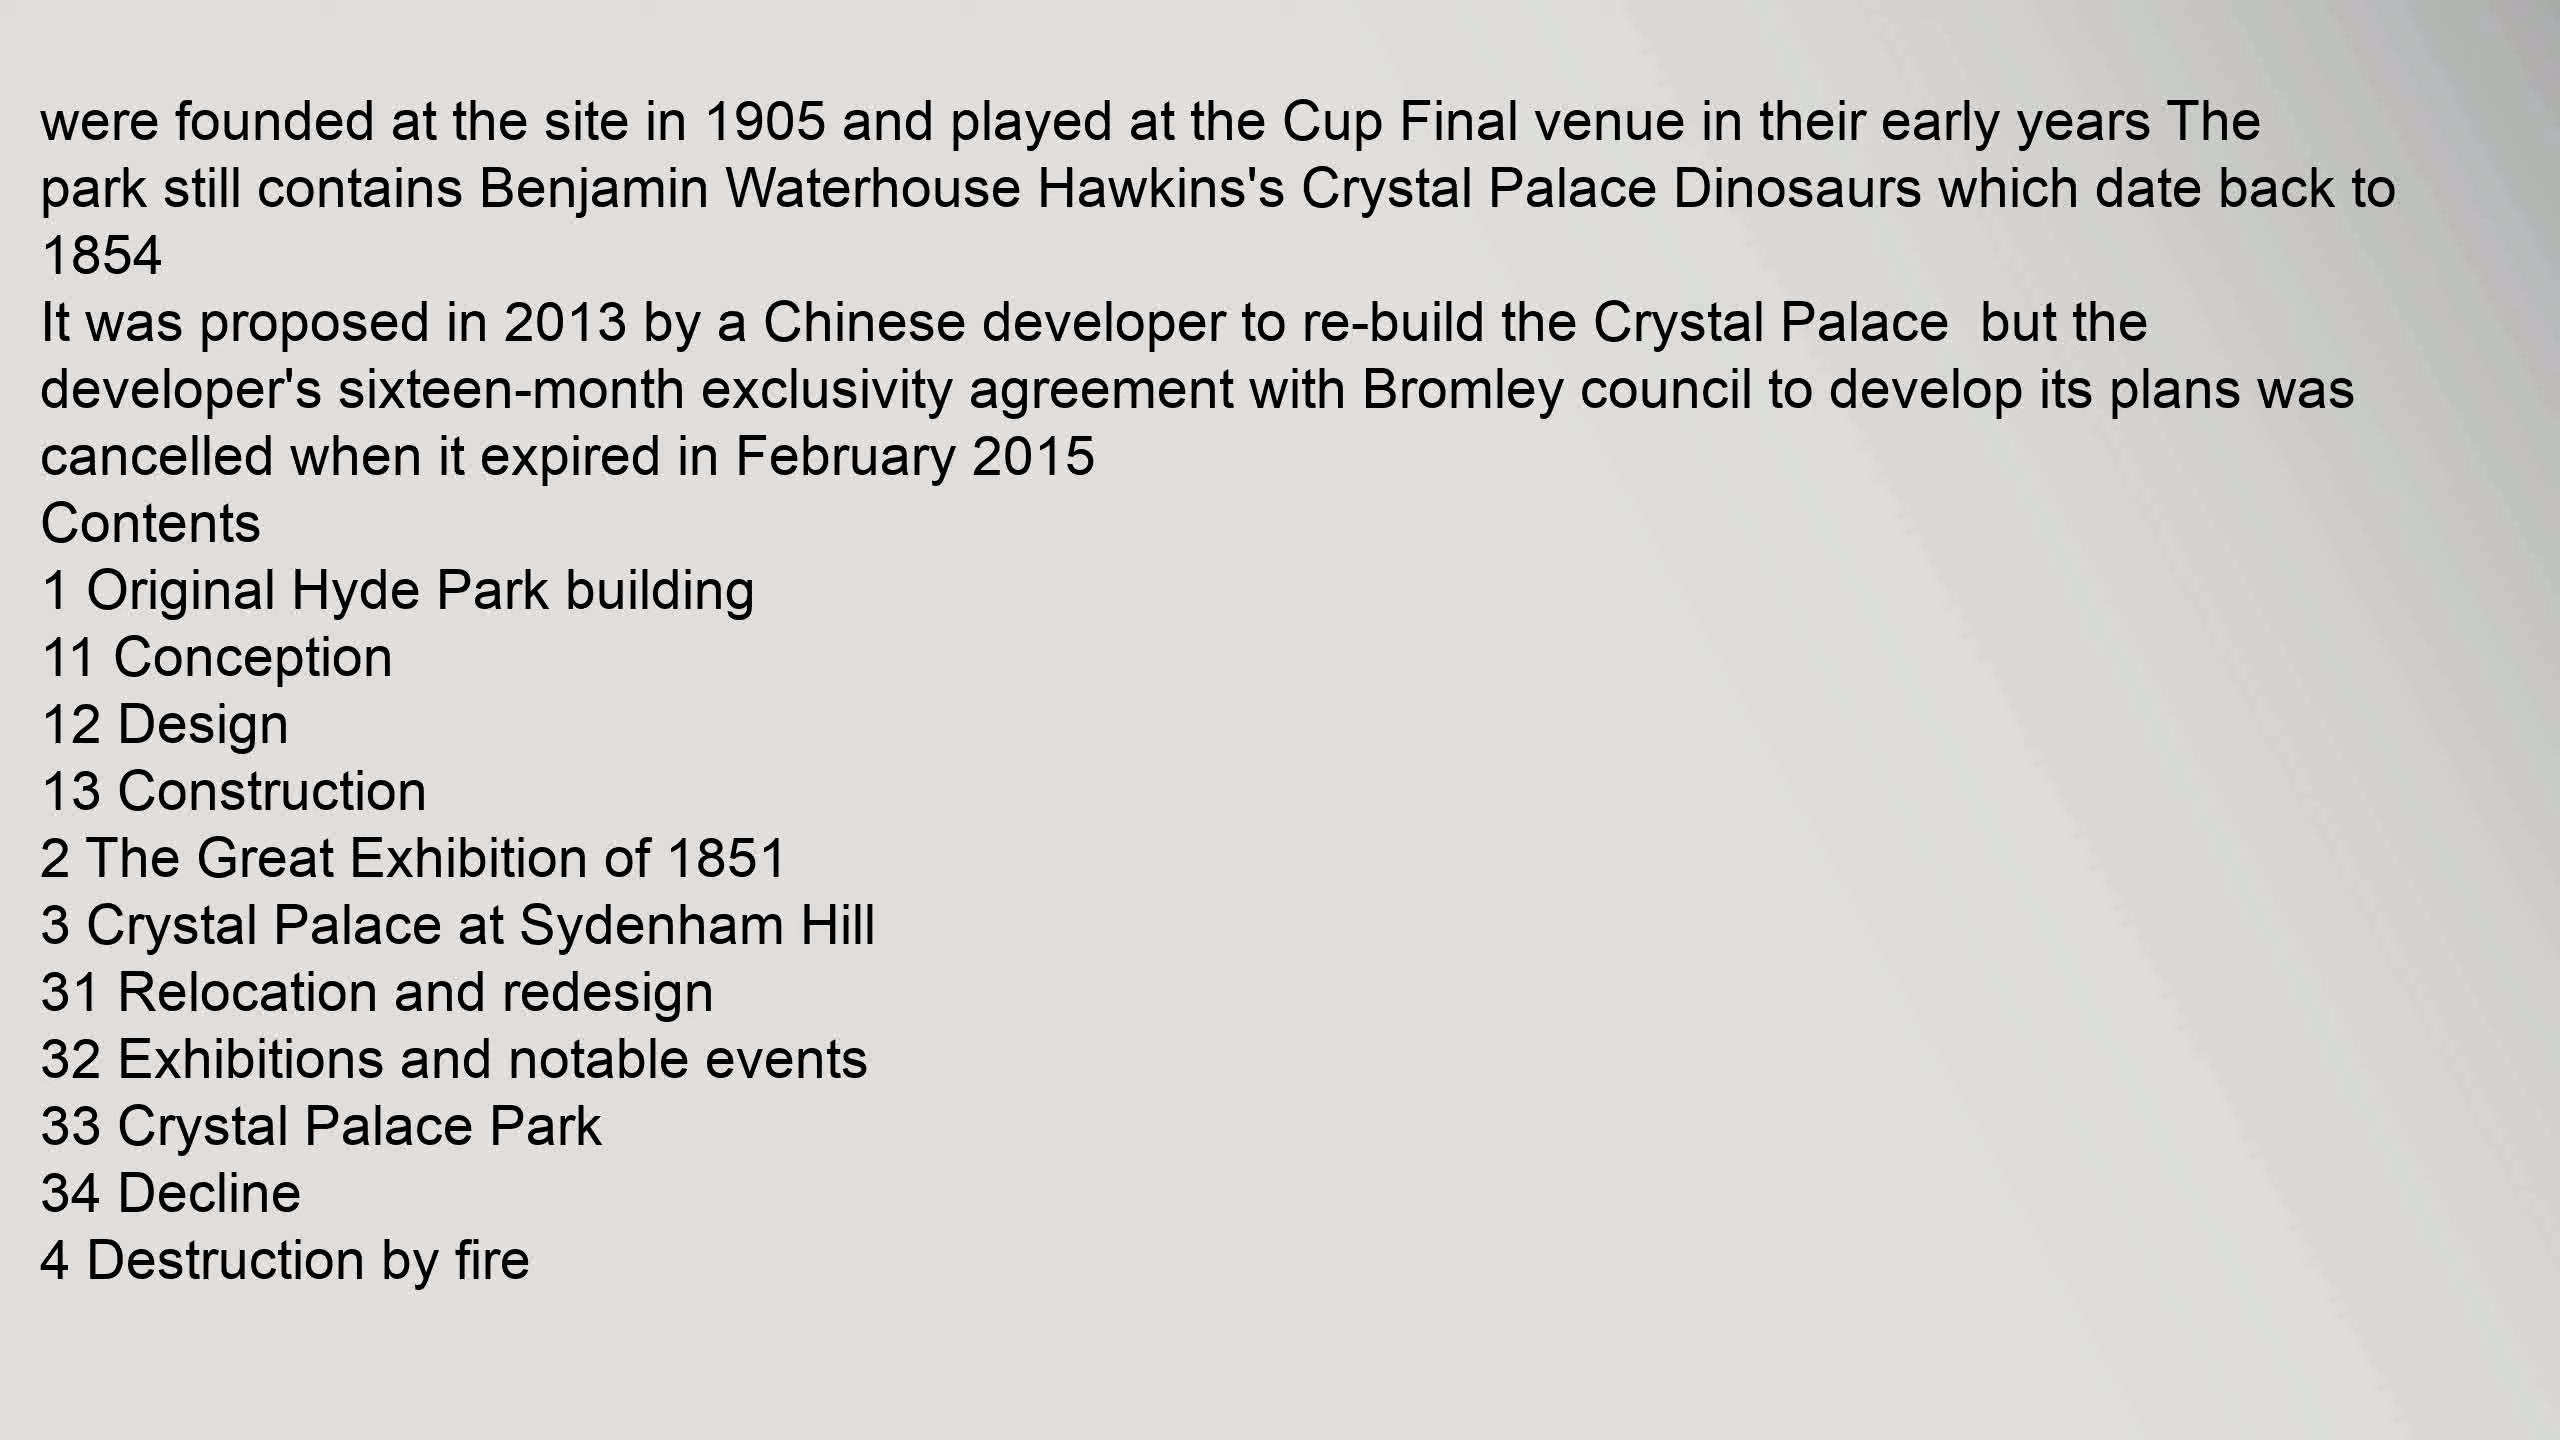 were founded at the site in 1905 and played at the Cup Final venue in their early years The
park still contains Benjamin Waterhouse Hawkins's Crystal Palace Dinosaurs which date back to
1854
It was proposed in 2013 by a Chinese developer to re-build the Crystal Palace  but the
developer's sixteen-month exclusivity agreement with Bromley council to develop its plans was
cancelled when it expired in February 2015
Contents
1 Original Hyde Park building
11 Conception
12 Design
13 Construction
2 The Great Exhibition of 1851
3 Crystal Palace at Sydenham Hill
31 Relocation and redesign
32 Exhibitions and notable events
33 Crystal Palace Park
34 Decline
4 Destruction by fire